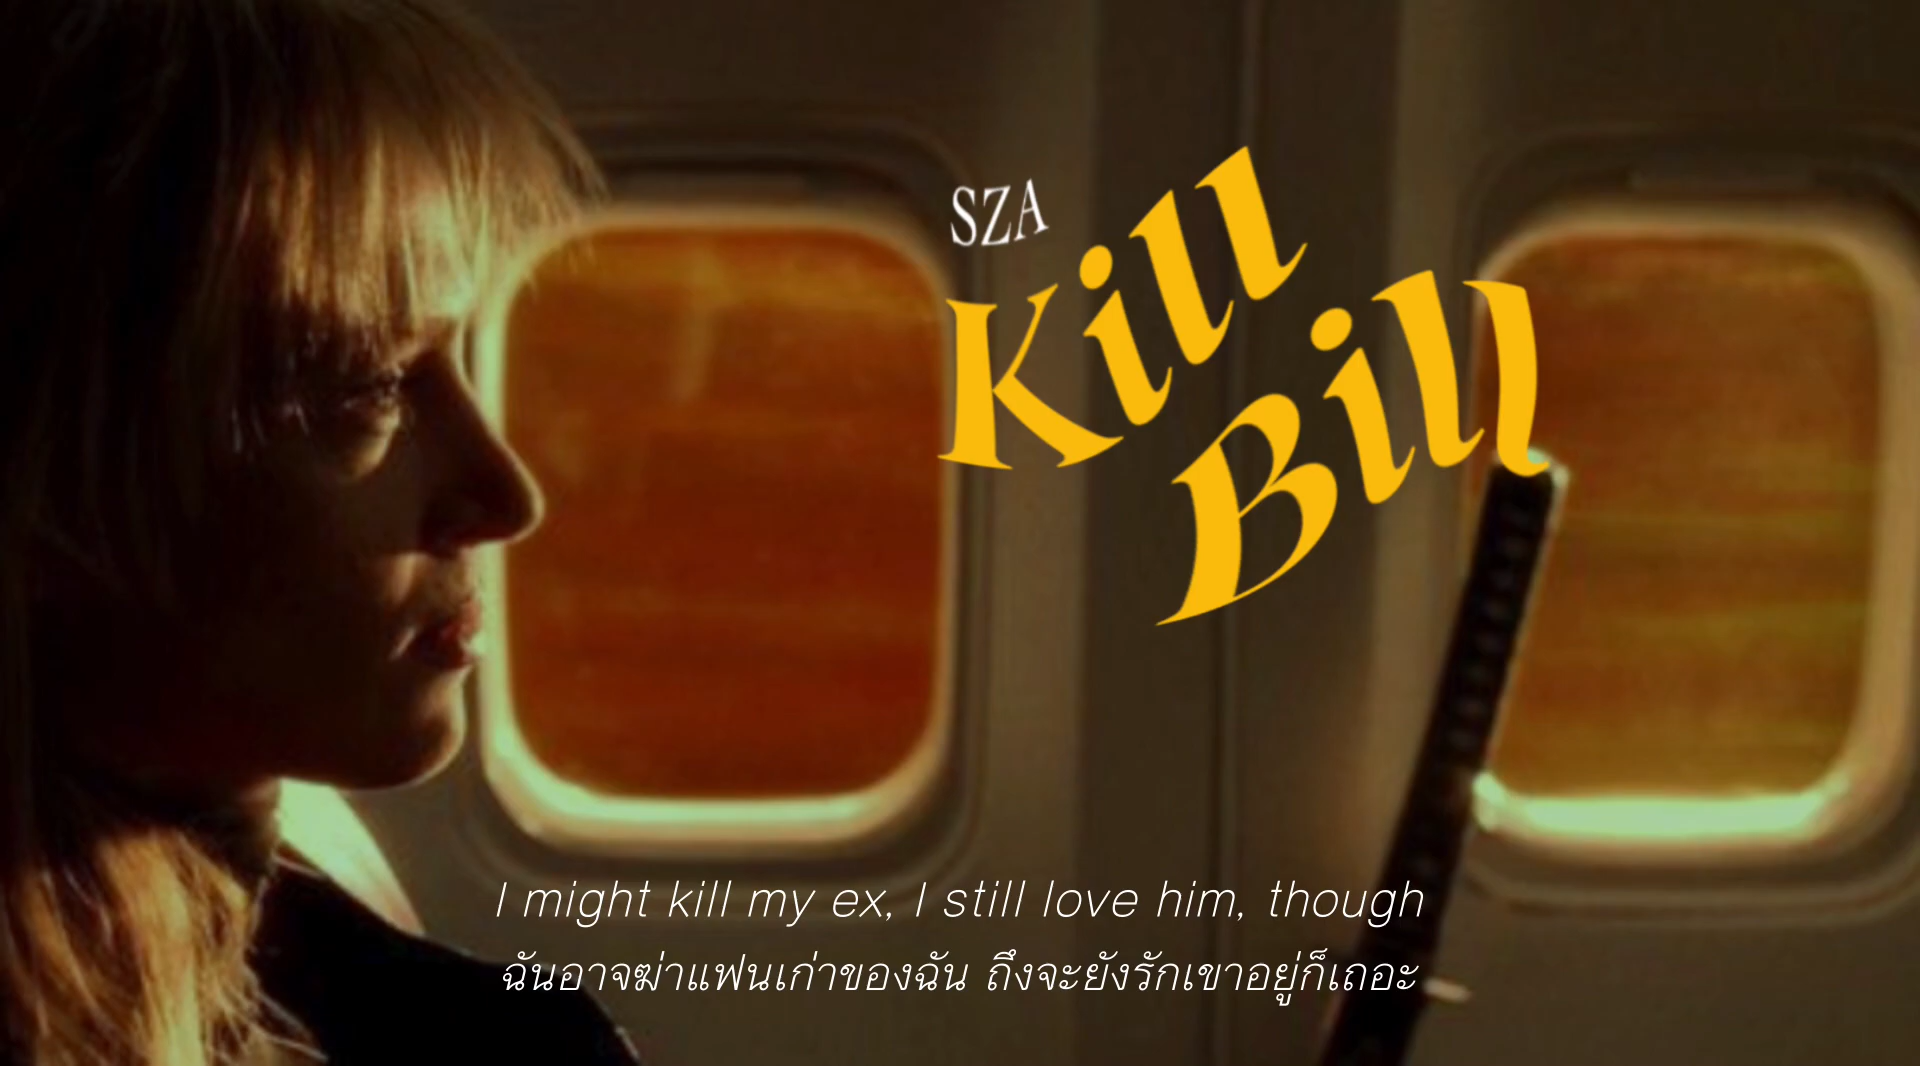 SZA
Kill
Bill
I might kill my ex, I still love him, though
ฉันอาจฆ่าแฟนเก่าของฉัน ถึงจะยังรักเขาอยู่ก็เถอะ